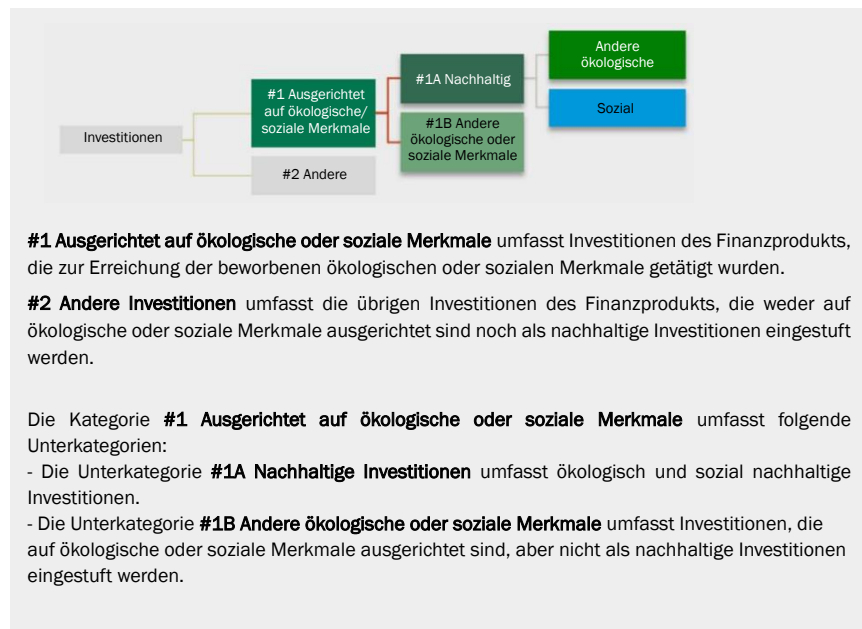 Andere
ökologische
#1A Nachhaltig
#1 Ausgerichtet
auf ökologische/
soziale Merkmale
Sozial
Investitionen
#1B Andere
ökologische oder
soziale Merkmale
#2 Andere
#1 Ausgerichtet auf ökologische oder soziale Merkmale umfasst Investitionen des Finanzprodukts,
die zur Erreichung der beworbenen ökologischen oder sozialen Merkmale getätigt wurden.
#2 Andere Investitionen umfasst die übrigen Investitionen des Finanzprodukts, die weder auf
ökologische oder soziale Merkmale ausgerichtet sind noch als nachhaltige Investitionen eingestuft
werden.
Die Kategorie #1 Ausgerichtet auf ökologische oder soziale Merkmale umfasst folgende
Unterkategorien:
- Die Unterkategorie #1A Nachhaltige Investitionen umfasst ökologisch und sozial nachhaltige
Investitionen.
- Die Unterkategorie #1B Andere ökologische oder soziale Merkmale umfasst Investitionen, die
auf ökologische oder soziale Merkmale ausgerichtet sind, aber nicht als nachhaltige Investitionen
eingestuft werden.